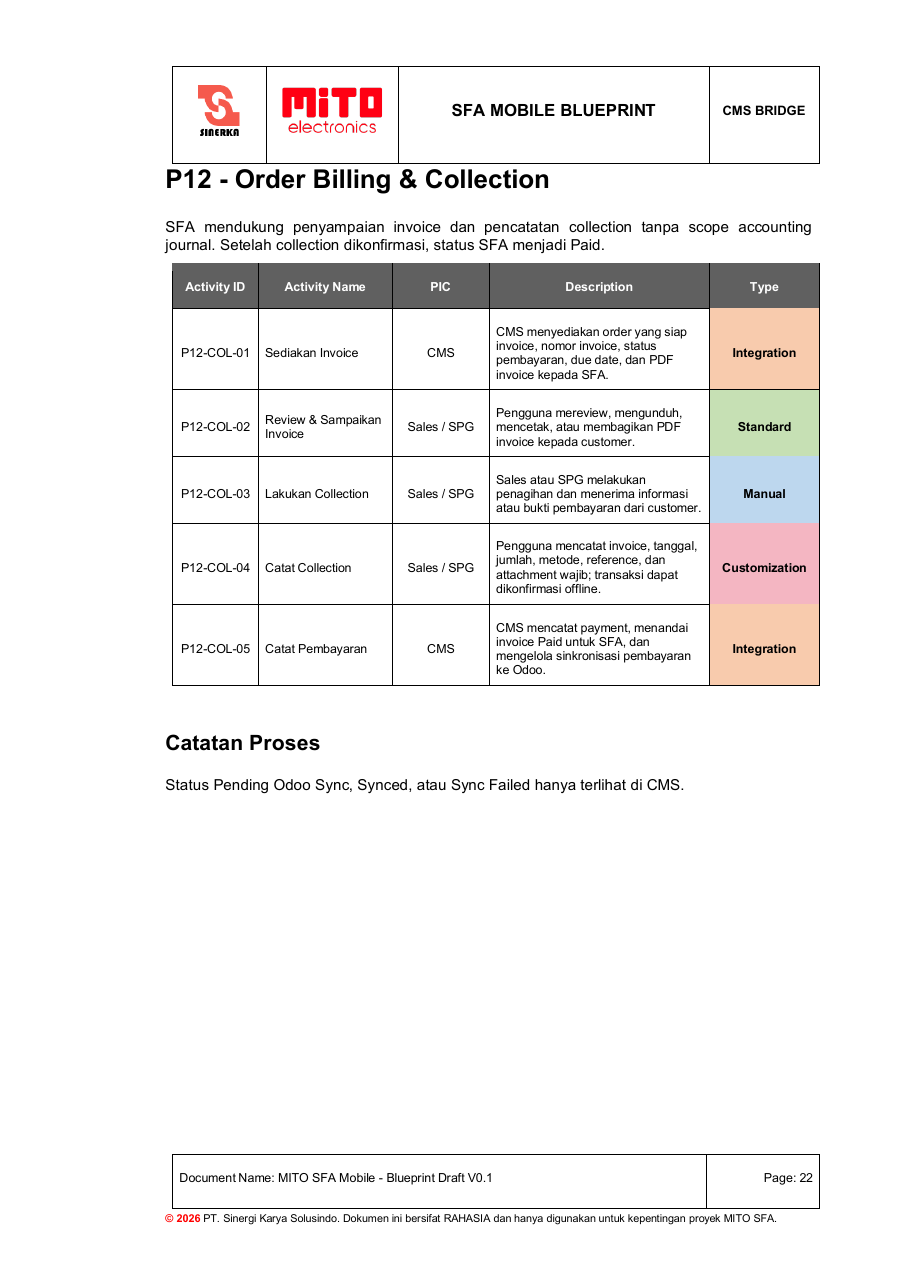 SINERKA
MiTO
electronics
SFA MOBILE BLUEPRINT
CMS BRIDGE
P12 - Order Billing & Collection
SFA mendukung penyampaian invoice dan pencatatan collection tanpa scope accounting
journal. Setelah collection dikonfirmasi, status SFA menjadi Paid.
Activity ID
Activity Name
PIC
Description
Type
P12-COL-01
Sediakan Invoice
CMS
CMS menyediakan order yang siap
invoice, nomor invoice, status
pembayaran, due date, dan PDF
invoice kepada SFA.
Integration
P12-COL-02
Review & Sampaikan
Invoice
Sales / SPG
Pengguna mereview, mengunduh,
mencetak, atau membagikan PDF
invoice kepada customer.
Standard
P12-COL-03
Lakukan Collection
Sales / SPG
Sales atau SPG melakukan
penagihan dan menerima informasi
atau bukti pembayaran dari customer.
Manual
P12-COL-04
Catat Collection
Sales / SPG
Pengguna mencatat invoice, tanggal,
jumlah, metode, reference, dan
attachment wajib; transaksi dapat
dikonfirmasi offline.
Customization
P12-COL-05
Catat Pembayaran
CMS
CMS mencatat payment, menandai
invoice Paid untuk SFA, dan
mengelola sinkronisasi pembayaran
ke Odoo.
Integration
Catatan Proses
Status Pending Odoo Sync, Synced, atau Sync Failed hanya terlihat di CMS.
Document Name: MITO SFA Mobile - Blueprint Draft V0.1
Page: 22
© 2026 PT. Sinergi Karya Solusindo. Dokumen ini bersifat RAHASIA dan hanya digunakan untuk kepentingan proyek MITO SFA.